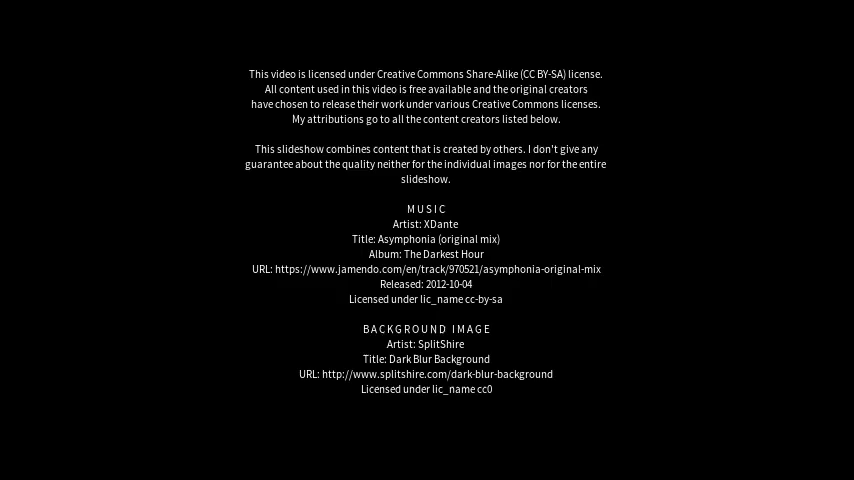 This video is licensed under Creative Commons Share-Alike (CC BY-SA) license.
All content used in this video is free available and the original creators
have chosen to release their work under various Creative Commons licenses.
My attributions go to all the content creators listed below.
This slideshow combines content that is created by others. I don't give any
guarantee about the quality neither for the individual images nor for the entire
slideshow.
MUSIC
Artist: XDante
Title: Asymphonia (original mix)
Album: The Darkest Hour
URL: https://www.jamendo.com/en/track/970521/asymphonia-original-mix
Released: 2012-10-04
Licensed under lic_name cc-by-sa
BACKGROUND IMAGE
Artist: SplitShire
Title: Dark Blur Background
URL: http://www.splitshire.com/dark-blur-background
Licensed under lic_name cc0